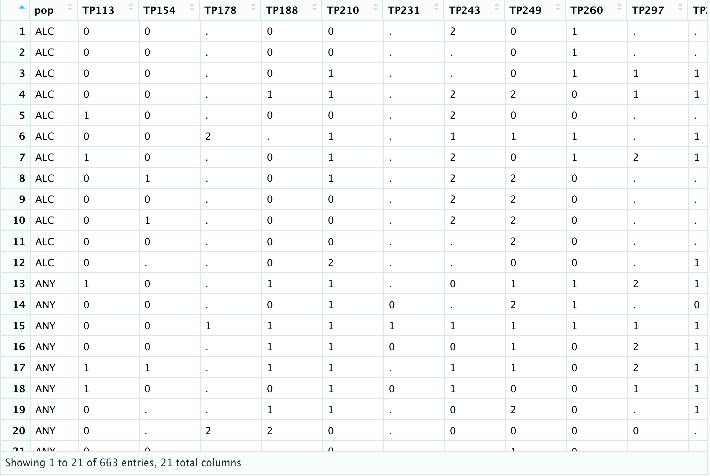 pop TP113 TP154 TP178 TP188 TP210 TP231 TP243 TP249 TP260 TP297
1 ALC 0 0 . 0 0 . 2 0 1 . .
2 ALC 0 0 . 0 0 . . 0 1 . .
3 ALC 0 0 . 0 1 . . 0 1 1 1
4 ALC 0 0 . 1 1 . 2 2 0 1 1
5 ALC 1 0 . 0 0 . 2 2 0 . .
6 ALC 0 0 2 . 1 . 1 1 1 . 1
7 ALC 1 0 . 0 1 . 2 0 1 2 1
8 ALC 0 1 . 0 1 . 2 2 0 . .
9 ALC 0 0 . 0 0 . 2 2 0 . .
10 ALC 0 1 . 0 0 . 2 2 0 . .
11 ALC 0 0 . 0 0 . . 2 0 . .
12 ALC 0 . . 0 2 . . 0 0 . 1
13 ANY 1 0 . 1 1 . 0 1 1 2 1
14 ANY 0 0 . 0 1 0 . 2 1 . 0
15 ANY 0 0 1 1 1 1 1 1 1 1 1
16 ANY 0 0 . 1 1 0 0 1 0 2 1
17 ANY 1 1 . 1 1 . 1 1 0 2 1
18 ANY 1 0 . 0 1 0 1 0 0 1 1
19 ANY 0 . . 1 1 . 0 2 0 . 1
20 ANY 0 . 2 2 0 . 0 0 0 0 .
Showing 1 to 21 of 663 entries, 21 total columns